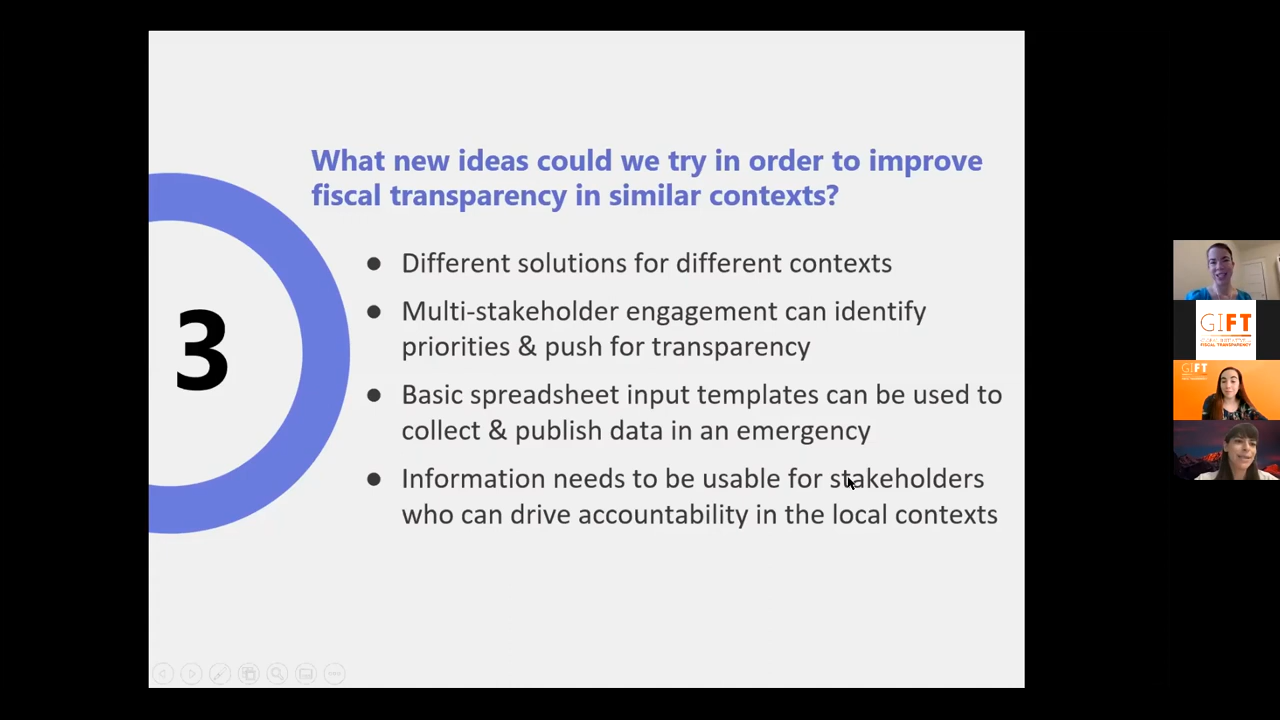 What new ideas could we try in order to improve
fiscal transparency in similar contexts?
3
● Different solutions for different contexts
● Multi-stakeholder engagement can identify
priorities & push for transparency
● Basic spreadsheet input templates can be used to
collect & publish data in an emergency
● Information needs to be usable for stakeholders
who can drive accountability in the local contexts
GIFT
FISCAL TRANSPARENCY
GIFT